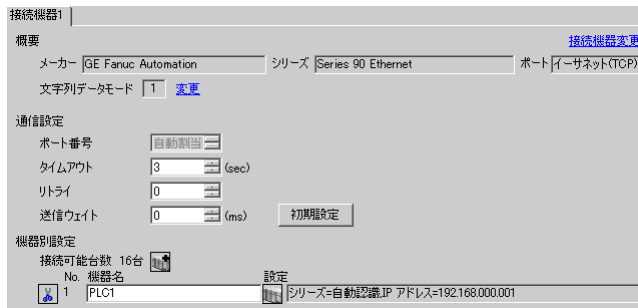 接続機器1
概要 接続機器変更
メーカー GE Fanuc Automation シリーズ Series 90 Ethernet ポート イーサネット(TCP)
文字列データモード 1 変更
通信設定
ポート番号 自動割当
タイムアウト 3 (sec)
リトライ 0
送信ウェイト 0 (ms) 初期設定
機器別設定
接続可能台数 16台
No. 機器名 設定
1 PLC1 シリーズ=自動認識,IP アドレス=192.168.000.001